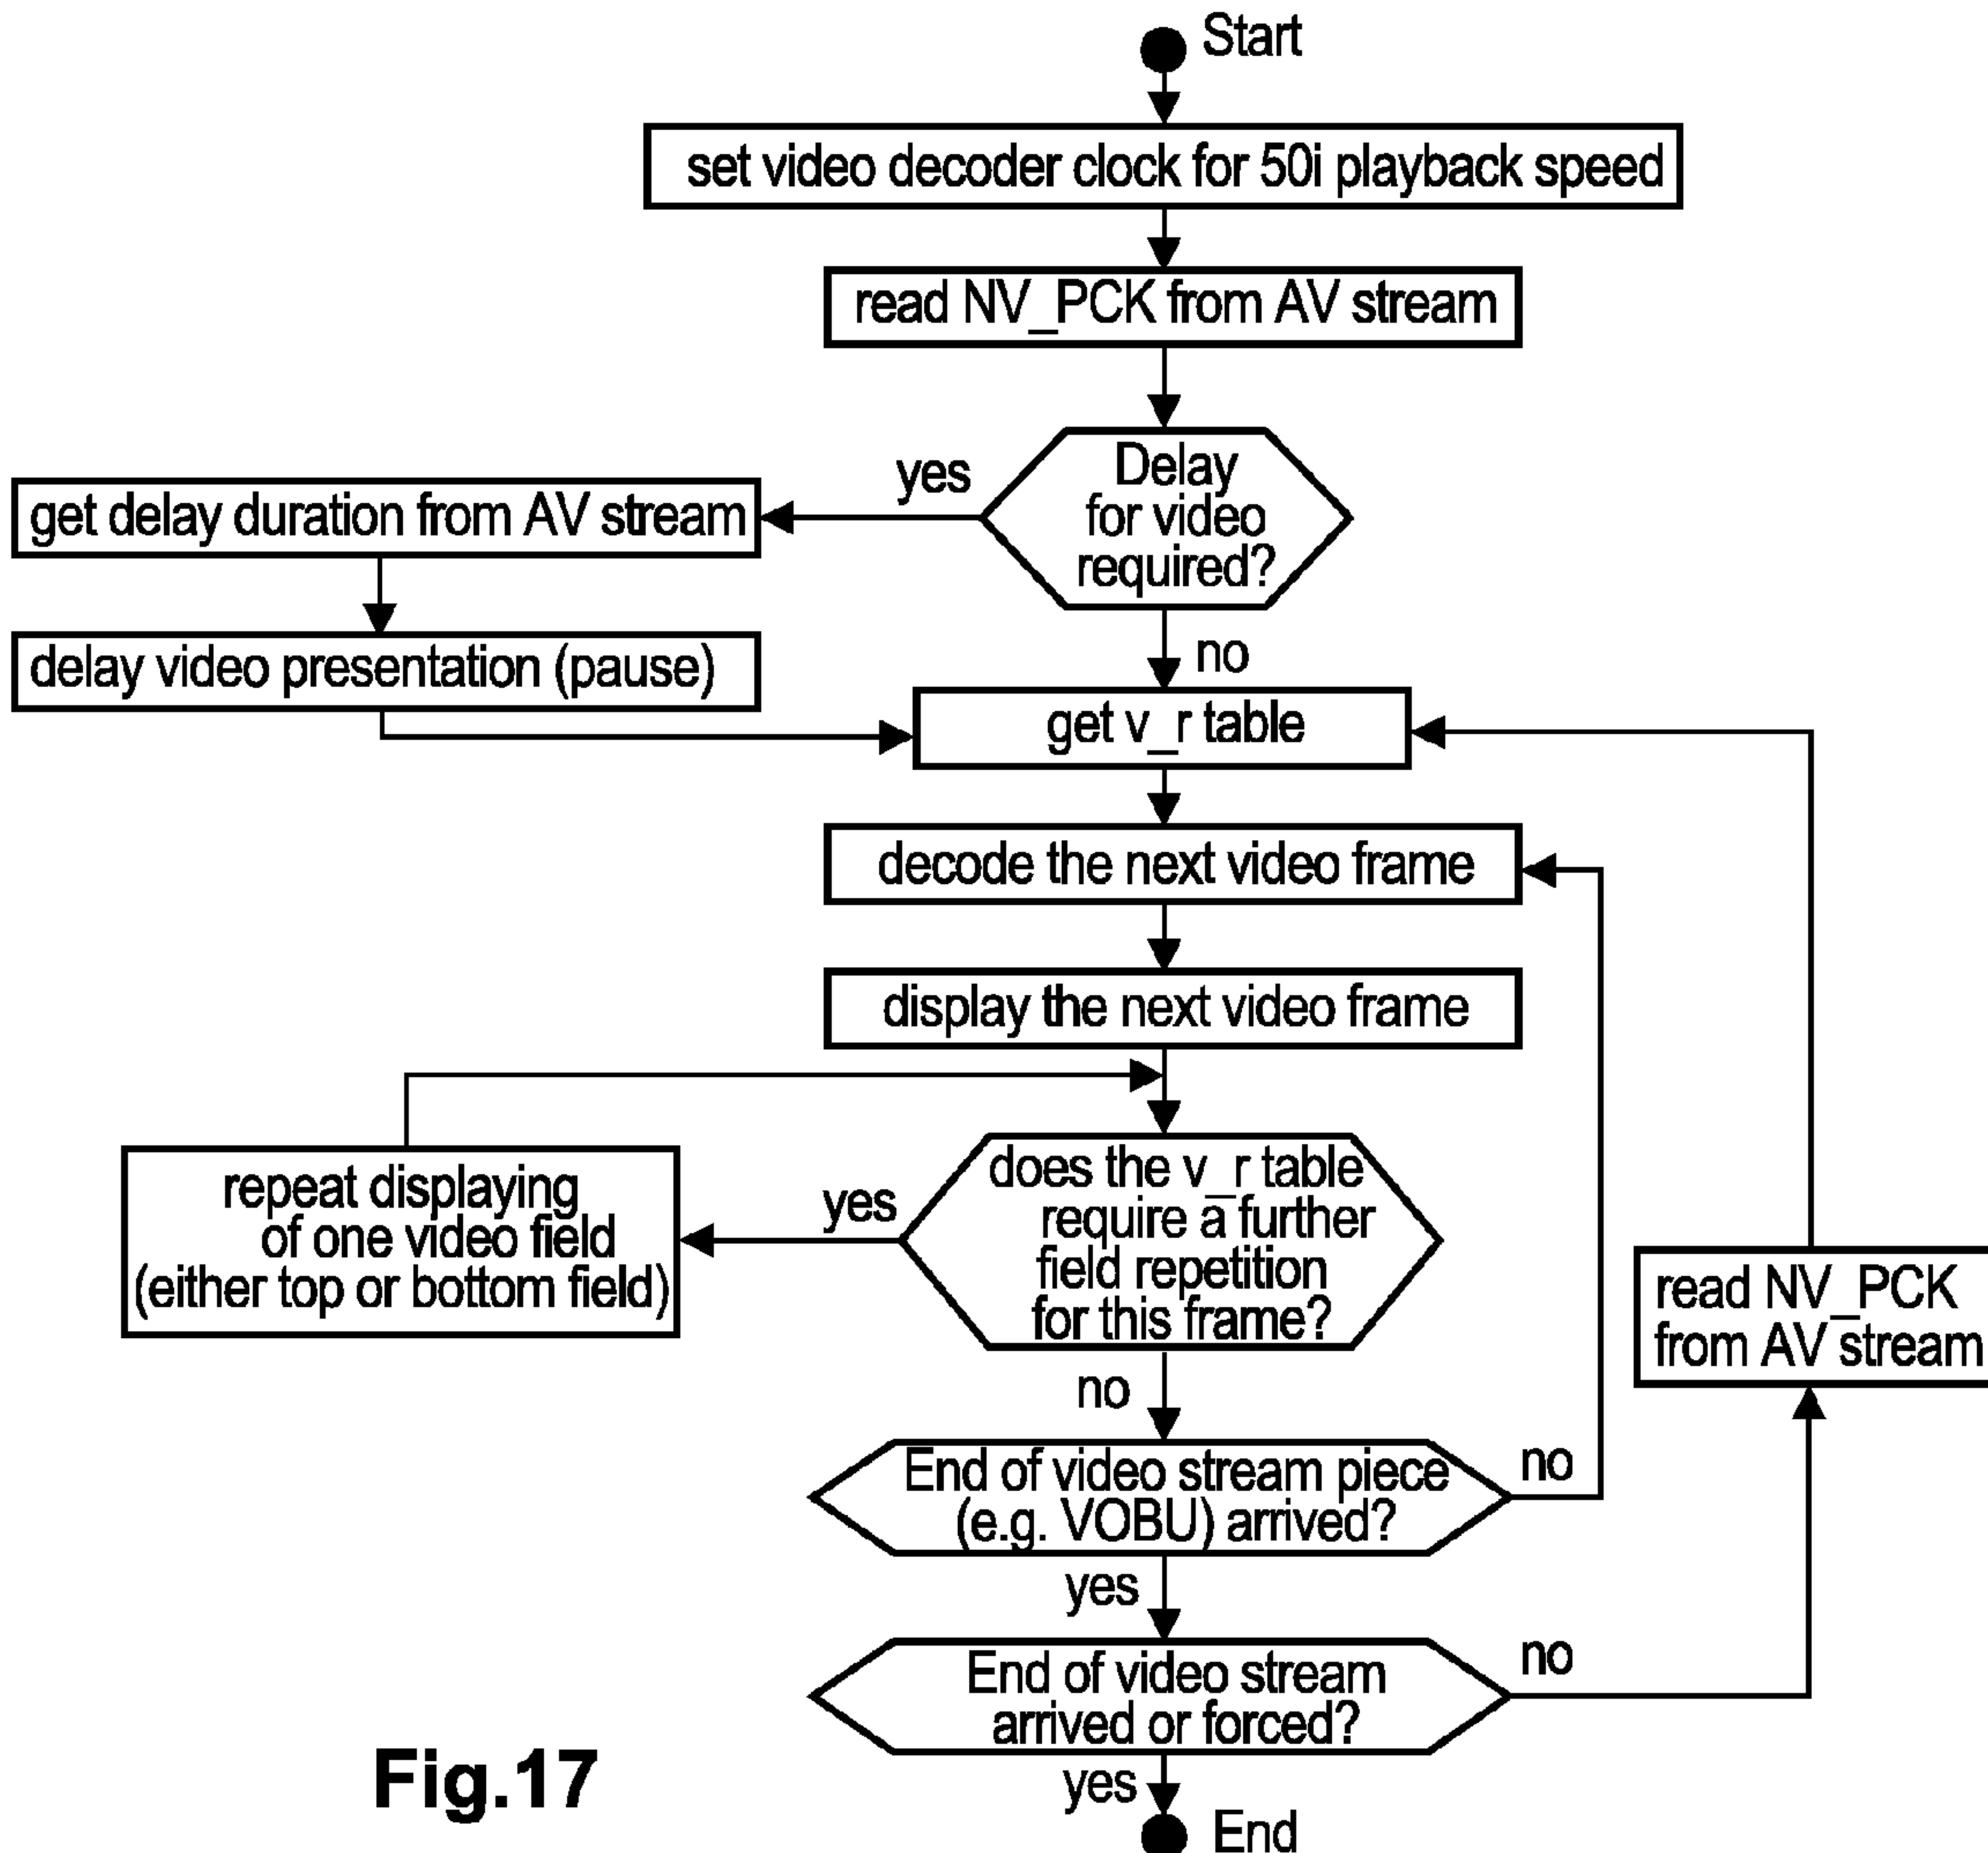 Start
set video decoder clock for 50i playback speed
read NV_PCK from AV stream
Delay
for video
required?
yes
get delay duration from AV stream
delay video presentation (pause)
no
get v_r table
decode the next video frame
display the next video frame
does the v_r table
require a further
field repetition
for this frame?
yes
repeat displaying
of one video field
(either top or bottom field)
read NV_PCK
from AV stream
no
End of video stream piece
(e.g. VOBU) arrived?
no
yes
End of video stream
arrived or forced?
no
yes
End
Fig.17